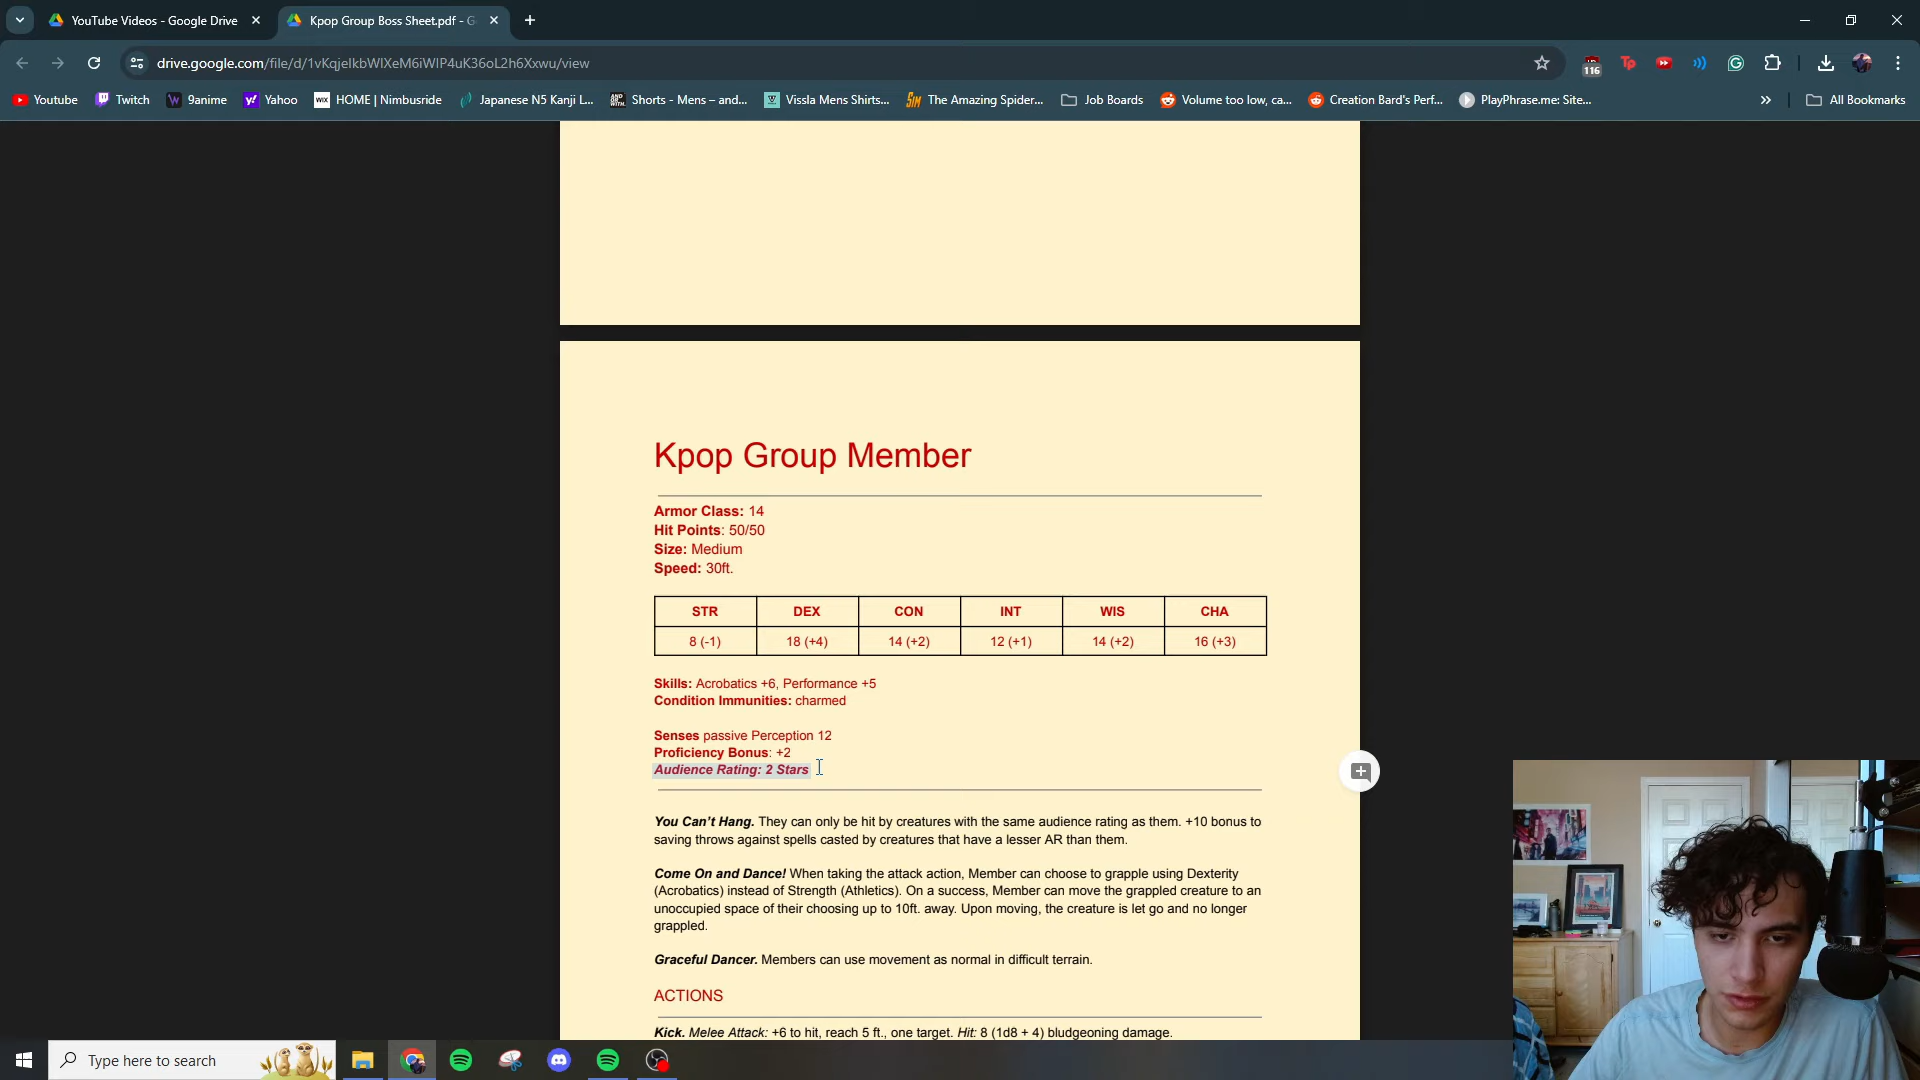 YouTube Videos - Google Drive
Kpop Group Boss Sheet.pdf - G
drive.google.com/file/d/1vKqjelkbWlXeM6iWlP4uK36oL2h6Xxwu/view
116
Youtube
Twitch
9anime
Yahoo
WIX HOME | Nimbusride
Japanese N5 Kanji L...
Shorts - Mens – and...
Vissla Mens Shirts...
The Amazing Spider...
Job Boards
Volume too low, ca...
Creation Bard's Perf...
PlayPhrase.me: Site...
All Bookmarks
Kpop Group Member
Armor Class: 14
Hit Points: 50/50
Size: Medium
Speed: 30ft.
STR DEX CON INT WIS CHA
8 (-1) 18 (+4) 14 (+2) 12 (+1) 14 (+2) 16 (+3)
Skills: Acrobatics +6, Performance +5
Condition Immunities: charmed
Senses passive Perception 12
Proficiency Bonus: +2
Audience Rating: 2 Stars
You Can't Hang. They can only be hit by creatures with the same audience rating as them. +10 bonus to
saving throws against spells casted by creatures that have a lesser AR than them.
Come On and Dance! When taking the attack action, Member can choose to grapple using Dexterity
(Acrobatics) instead of Strength (Athletics). On a success, Member can move the grappled creature to an
unoccupied space of their choosing up to 10ft. away. Upon moving, the creature is let go and no longer
grappled.
Graceful Dancer. Members can use movement as normal in difficult terrain.
ACTIONS
Kick. Melee Attack: +6 to hit, reach 5 ft., one target. Hit: 8 (1d8 + 4) bludgeoning damage.
Type here to search